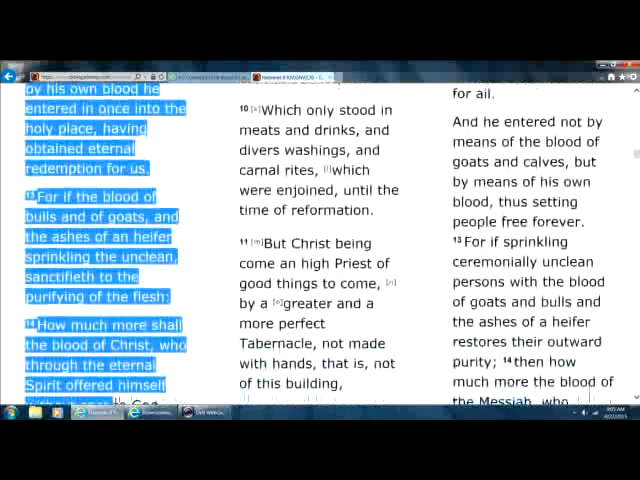 by his own blood he
entered in once into the
holy place, having
obtained eternal
redemption for us.
13 For if the blood of
bulls and of goats, and
the ashes of an heifer
sprinkling the unclean,
sanctifieth to the
purifying of the flesh:
14 How much more shall
the blood of Christ, who
through the eternal
Spirit offered himself
10 [k]Which only stood in
meats and drinks, and
divers washings, and
carnal rites, [l]which
were enjoined, until the
time of reformation.
11 [m]But Christ being
come an high Priest of
good things to come, [n]
by a [o]greater and a
more perfect
Tabernacle, not made
with hands, that is, not
of this building,
for all.
And he entered not by
means of the blood of
goats and calves, but
by means of his own
blood, thus setting
people free forever.
13 For if sprinkling
ceremonially unclean
persons with the blood
of goats and bulls and
the ashes of a heifer
restores their outward
purity; 14 then how
much more the blood of
the Messiah, who